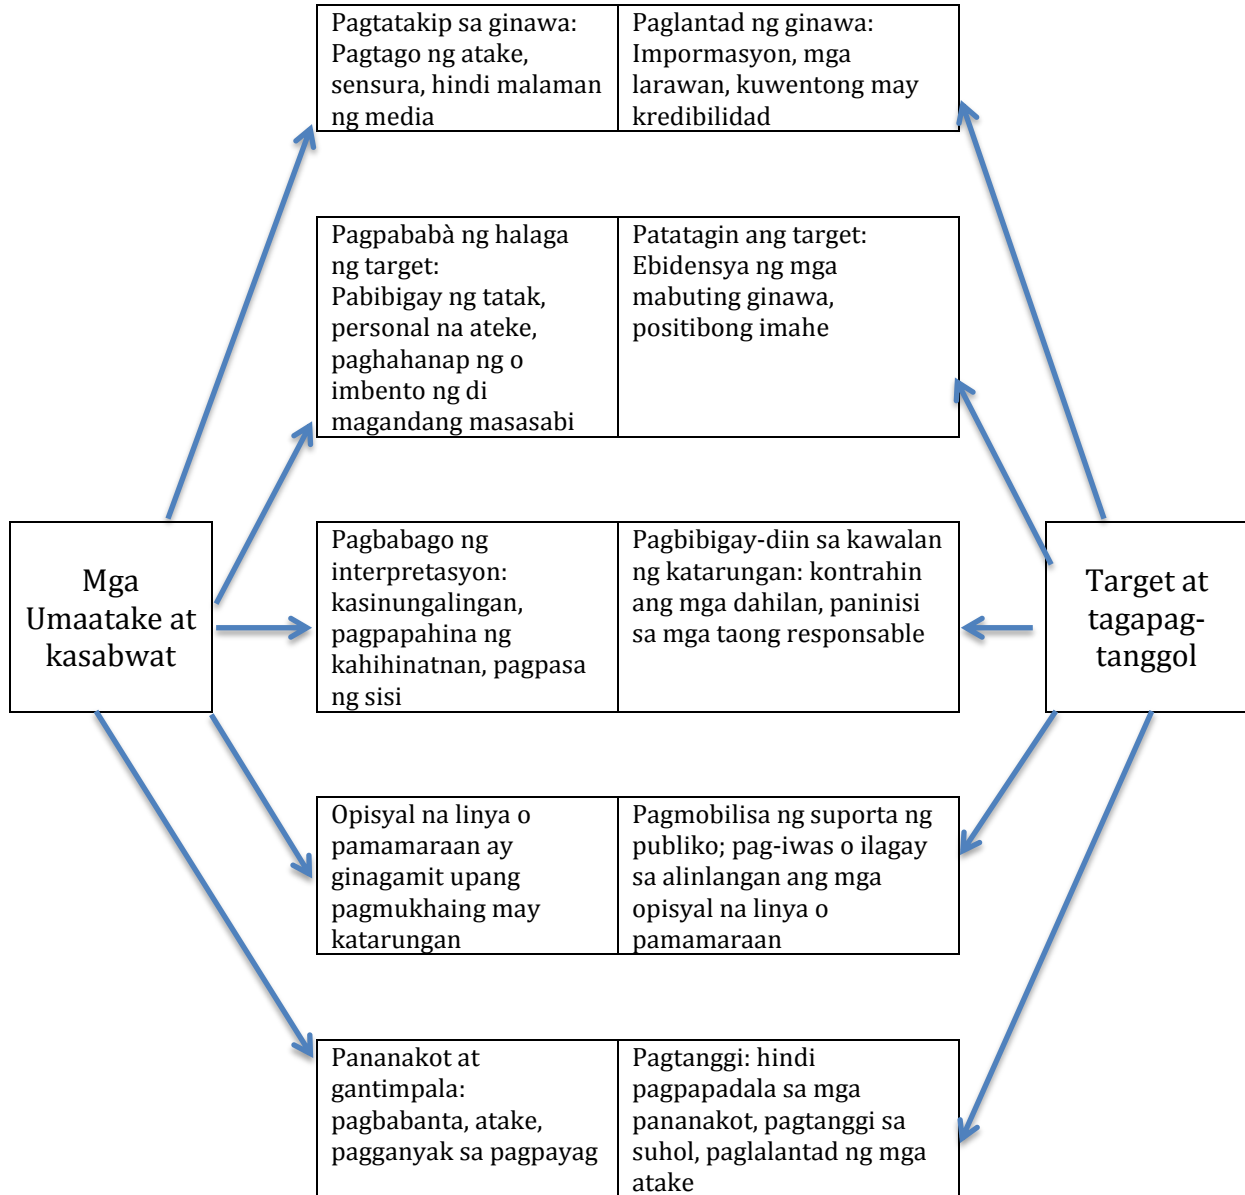 Pagtatakip sa ginawa:
Pagtago ng atake,
sensura, hindi malaman
ng media
Paglantad ng ginawa:
Impormasyon, mga
larawan, kuwentong may
kredibilidad
Pagpababà ng halaga
ng target:
Pabibigay ng tatak,
personal na ateke,
paghahanap ng o
imbento ng di
magandang masasabi
Patatagin ang target:
Ebidensya ng mga
mabuting ginawa,
positibong imahe
Mga
Umaatake at
kasabwat
Pagbabago ng
interpretasyon:
kasinungalingan,
pagpapahina ng
kahihinatnan, pagpasa
ng sisi
Pagbibigay-diin sa kawalan
ng katarungan: kontrahin
ang mga dahilan, paninisi
sa mga taong responsable
Target at
tagapag-
tanggol
Opisyal na linya o
pamamaraan ay
ginagamit upang
pagmukhaing may
katarungan
Pagmobilisa ng suporta ng
publiko; pag-iwas o ilagay
sa alinlangan ang mga
opisyal na linya o
pamamaraan
Pananakot at
gantimpala:
pagbabanta, atake,
pagganyak sa pagpayag
Pagtanggi: hindi
pagpapadala sa mga
pananakot, pagtanggi sa
suhol, paglalantad ng mga
atake